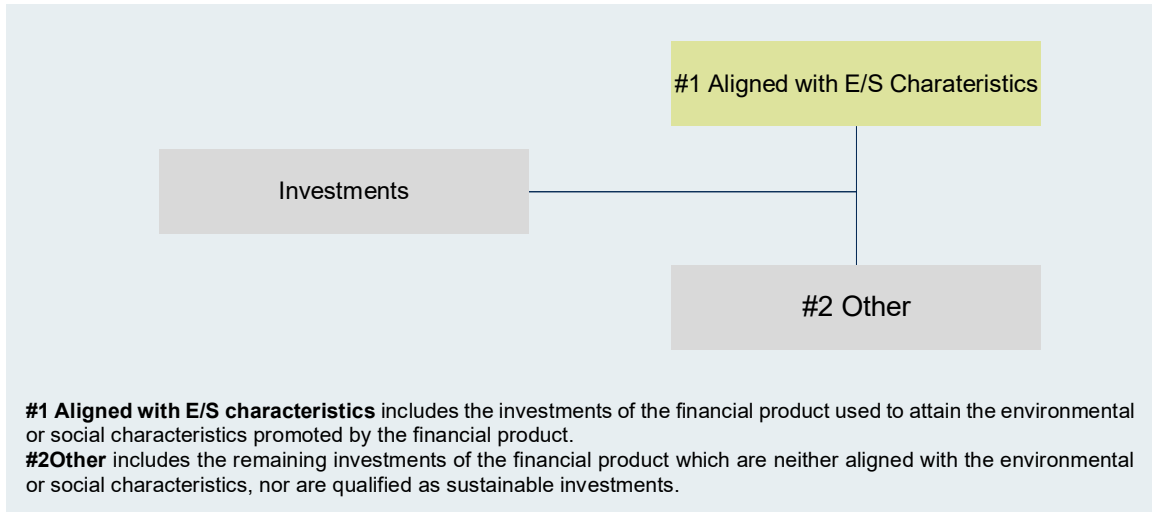 #1 Aligned with E/S Charateristics
Investments
#2 Other
#1 Aligned with E/S characteristics includes the investments of the financial product used to attain the environmental
or social characteristics promoted by the financial product.
#2Other includes the remaining investments of the financial product which are neither aligned with the environmental
or social characteristics, nor are qualified as sustainable investments.